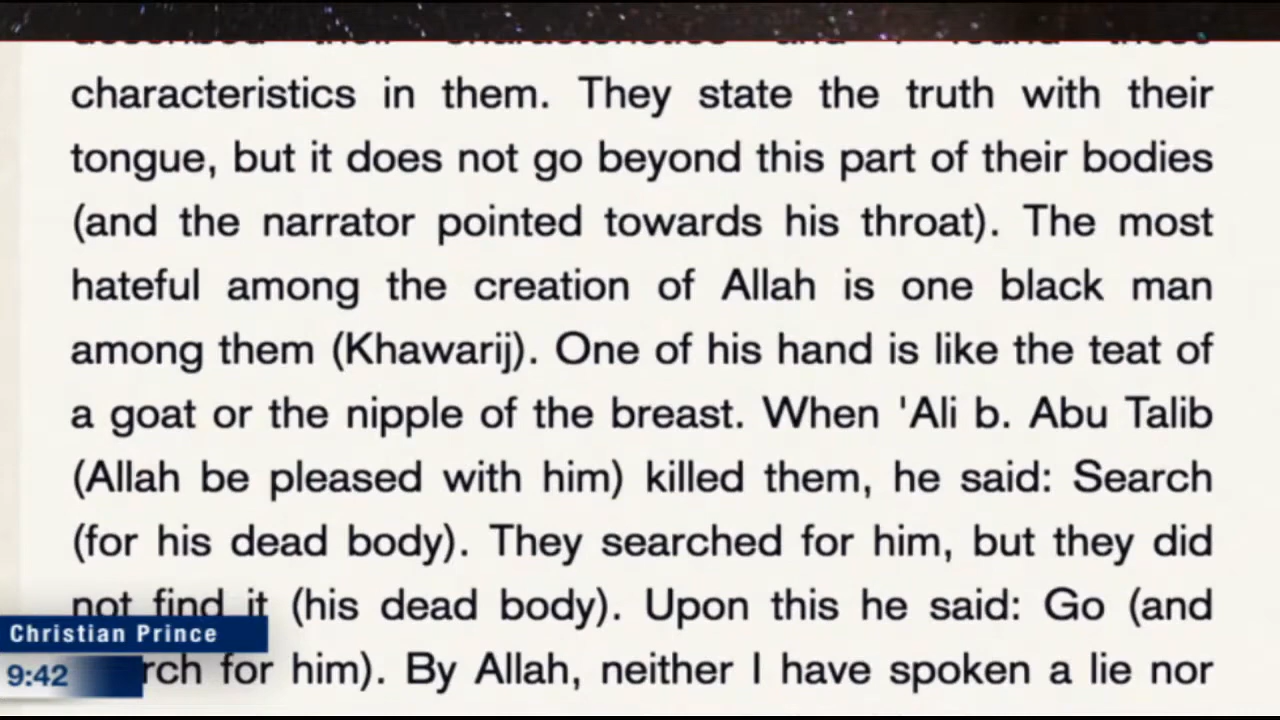 characteristics in them. They state the truth with their
tongue, but it does not go beyond this part of their bodies
(and the narrator pointed towards his throat). The most
hateful among the creation of Allah is one black man
among them (Khawarij). One of his hand is like the teat of
a goat or the nipple of the breast. When 'Ali b. Abu Talib
(Allah be pleased with him) killed them, he said: Search
(for his dead body). They searched for him, but they did
not find it (his dead body). Upon this he said: Go (and
for him). By Allah, neither I have spoken a lie nor
Christian Prince
9:42